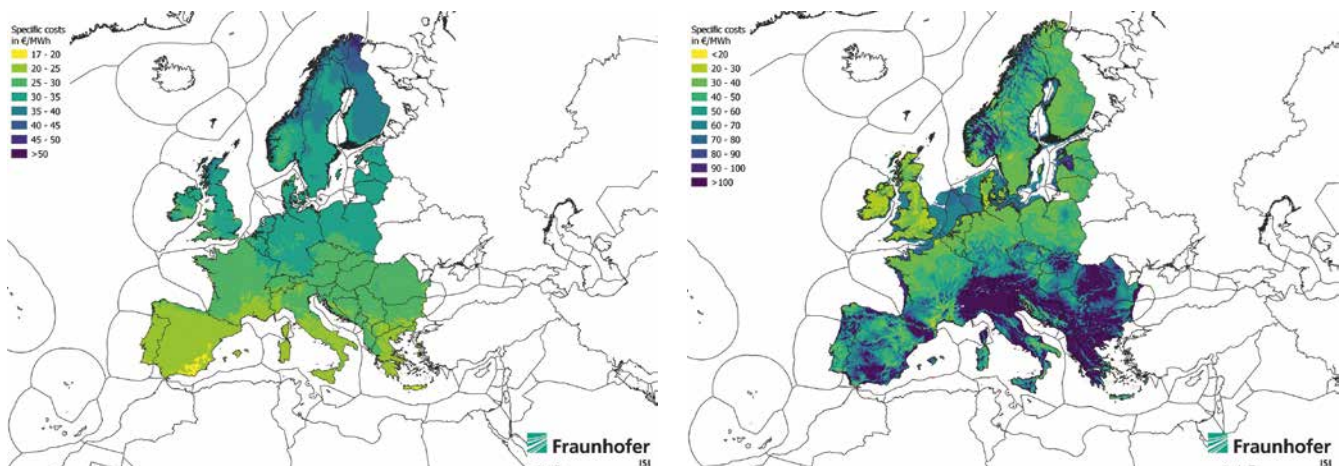 Specific costs
in €/MWh
17 - 20
20 - 25
25 - 30
30 - 35
35 - 40
40 - 45
45 - 50
>50
Fraunhofer
ISI
Specific costs
in €/MWh
<20
20 - 30
30 - 40
40 - 50
50 - 60
60 - 70
70 - 80
80 - 90
90 - 100
>100
Fraunhofer
ISI